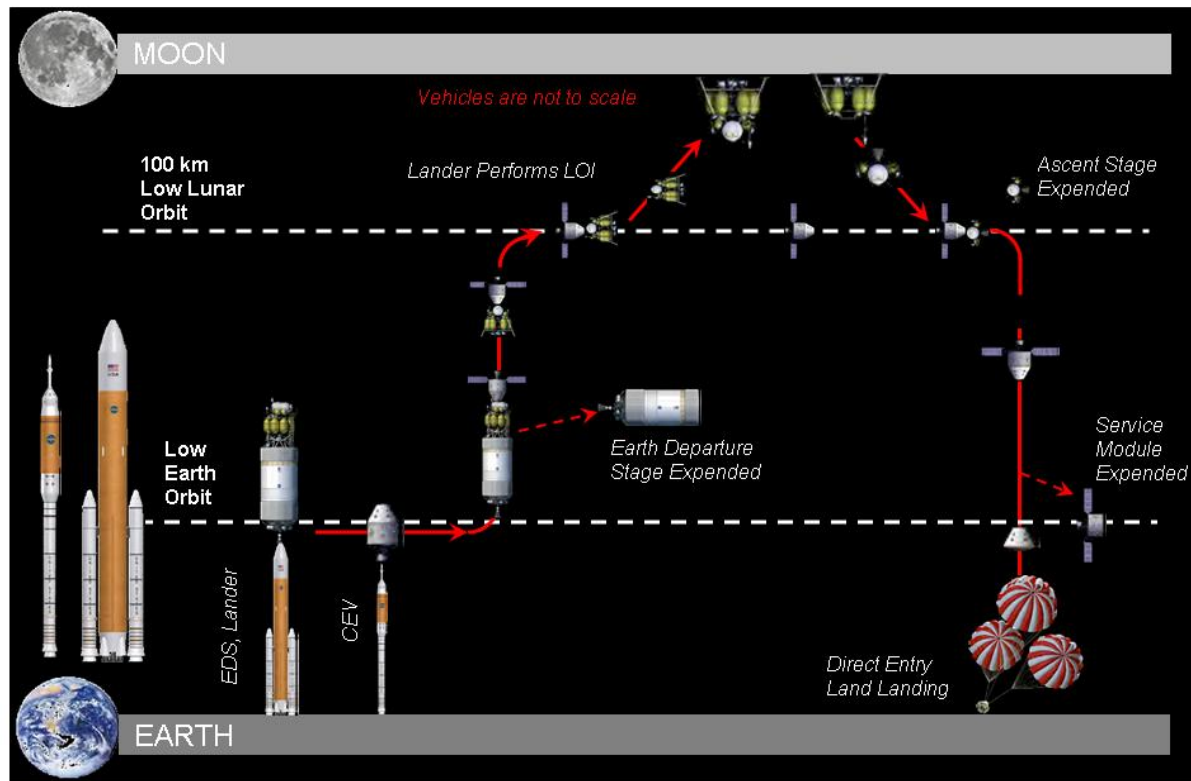 MOON
Vehicles are not to scale
Lander Performs LOI
100 km
Low Lunar
Orbit
Ascent Stage
Expended
Low
Earth
Orbit
Earth Departure
Stage Expended
Service
Module
Expended
EDS, Lander
CEV
Direct Entry
Land Landing
EARTH